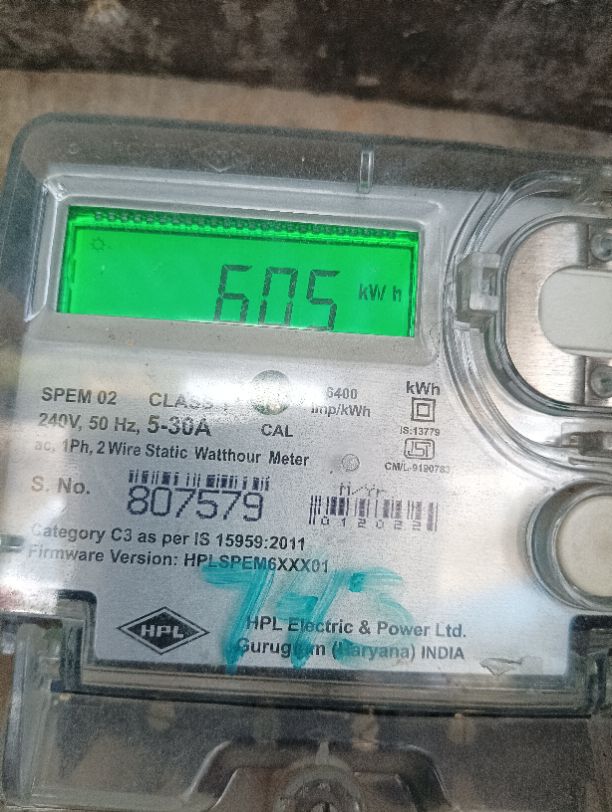 605 kWh
SPEM 02 CLASS 6400 kWh
240V, 50 Hz, 5-30A CAL imp/kWh
IS:13779
ac, 1Ph, 2 Wire Static Watthour Meter
CM/L-9190783
S. No. 807579
M/Yr
012022
Category C3 as per IS 15959:2011
Firmware Version: HPLSPEM6XXX01
HPL
HPL Electric & Power Ltd.
Gurugram (Haryana) INDIA